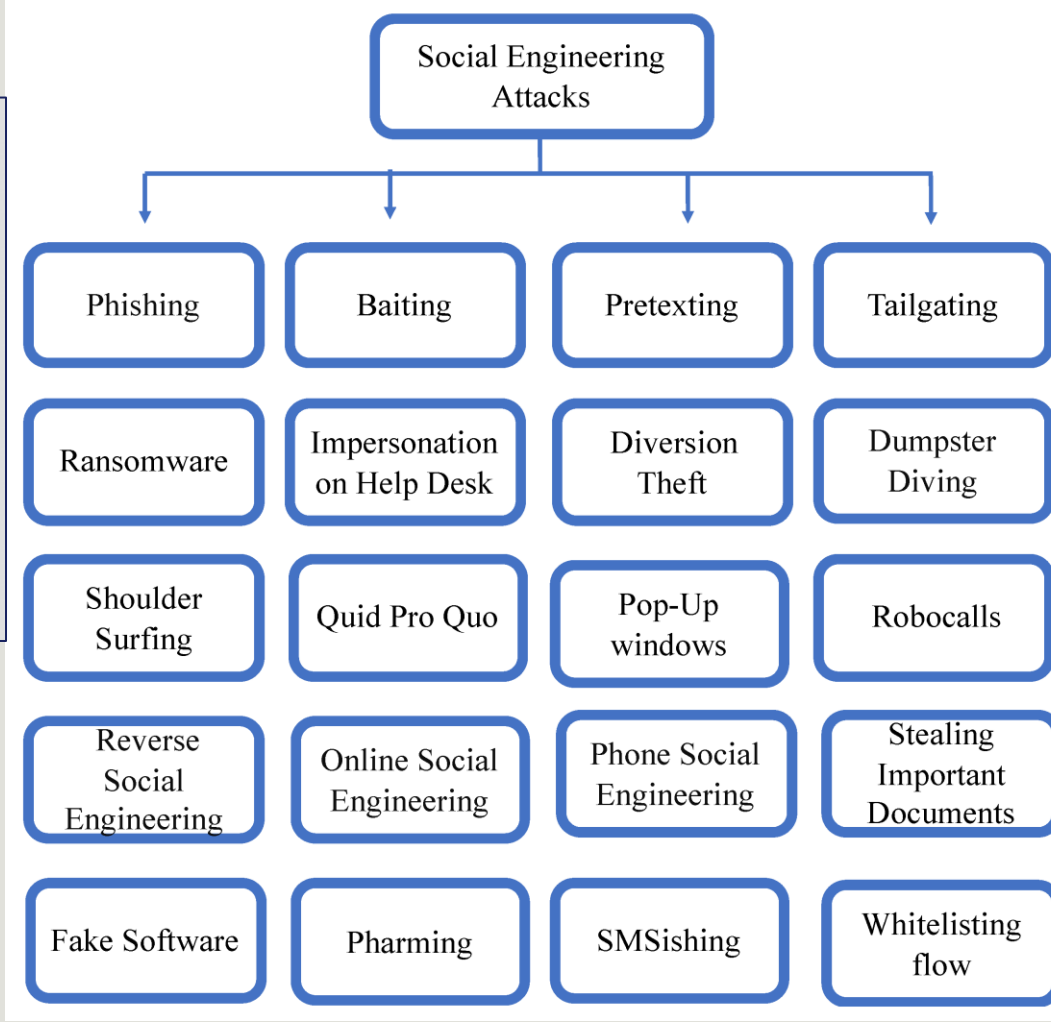 Social Engineering
Attacks
Phishing
Baiting
Pretexting
Tailgating
Ransomware
Impersonation
on Help Desk
Diversion
Theft
Dumpster
Diving
Shoulder
Surfing
Quid Pro Quo
Pop-Up
windows
Robocalls
Reverse
Social
Engineering
Online Social
Engineering
Phone Social
Engineering
Stealing
Important
Documents
Fake Software
Pharming
SMSishing
Whitelisting
flow